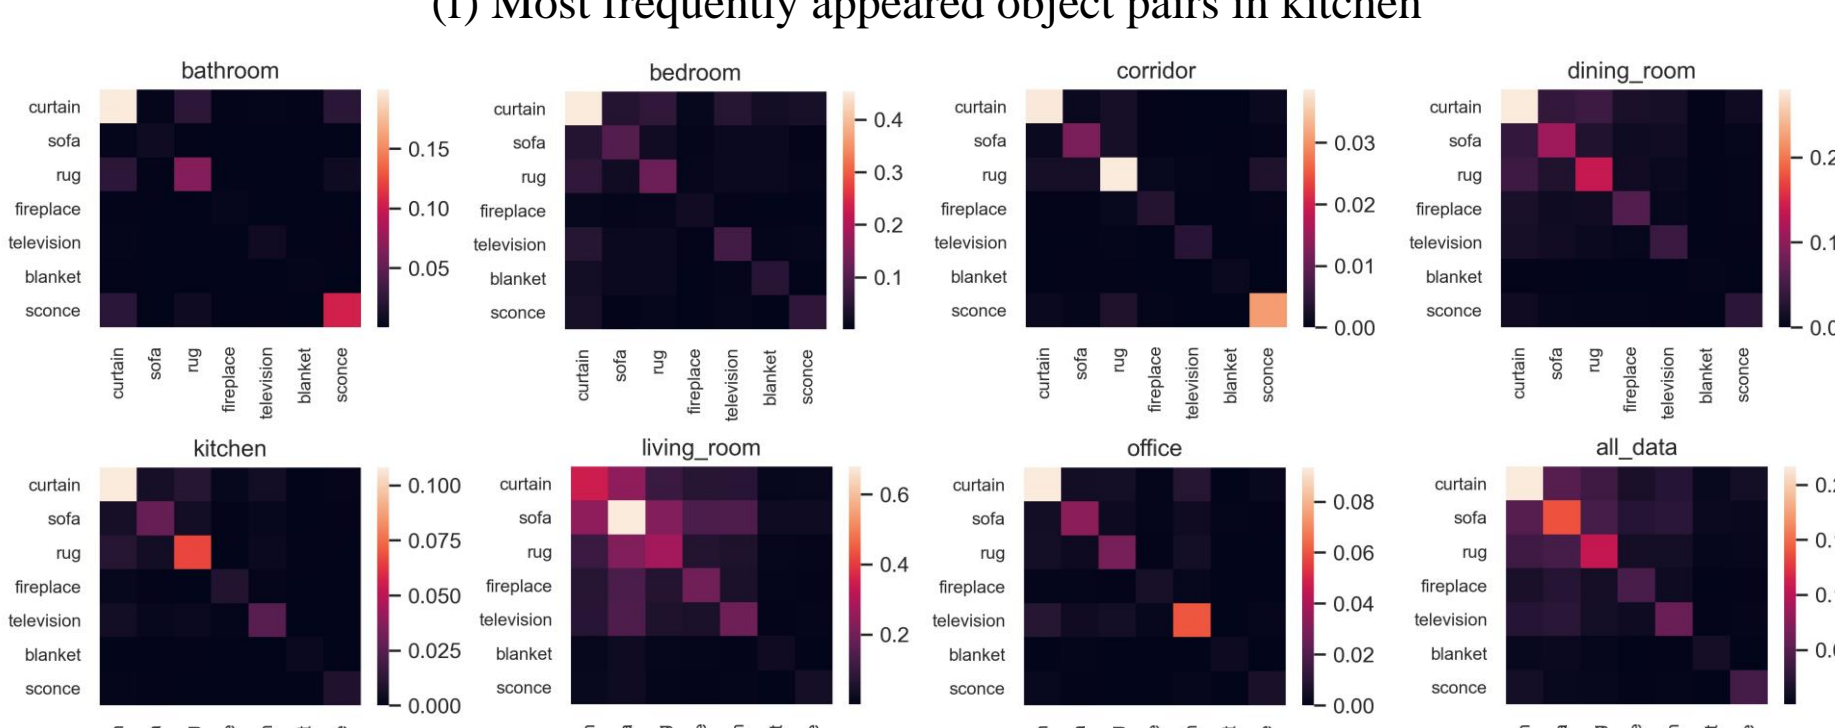 (f) Most frequently appeared object pairs in kitchen
bathroom
curtain
sofa
rug
fireplace
television
blanket
sconce
0.15
0.10
0.05
curtain
sofa
rug
fireplace
television
blanket
sconce
bedroom
curtain
sofa
rug
fireplace
television
blanket
sconce
0.4
0.3
0.2
0.1
curtain
sofa
rug
fireplace
television
blanket
sconce
corridor
curtain
sofa
rug
fireplace
television
blanket
sconce
0.03
0.02
0.01
0.00
curtain
sofa
rug
fireplace
television
blanket
sconce
dining_room
curtain
sofa
rug
fireplace
television
blanket
sconce
curtain
sofa
rug
fireplace
television
blanket
sconce
kitchen
curtain
sofa
rug
fireplace
television
blanket
sconce
0.100
0.075
0.050
0.025
0.000
living_room
curtain
sofa
rug
fireplace
television
blanket
sconce
0.6
0.4
0.2
office
curtain
sofa
rug
fireplace
television
blanket
sconce
0.08
0.06
0.04
0.02
0.00
all_data
curtain
sofa
rug
fireplace
television
blanket
sconce